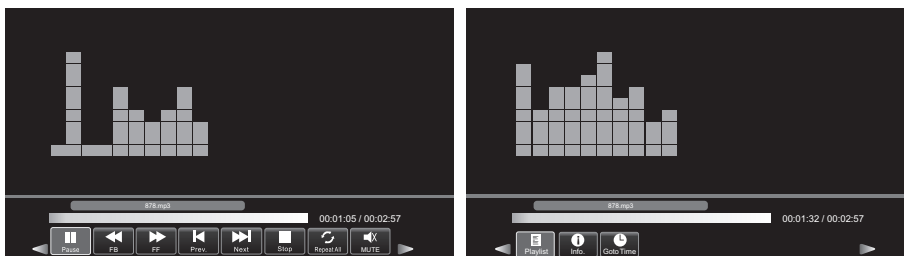 878.mp3
00:01:05 / 00:02:57
Pause FB FF Prev. Next Stop Repeat All MUTE
878.mp3
00:01:32 / 00:02:57
Playlist Info. Goto Time